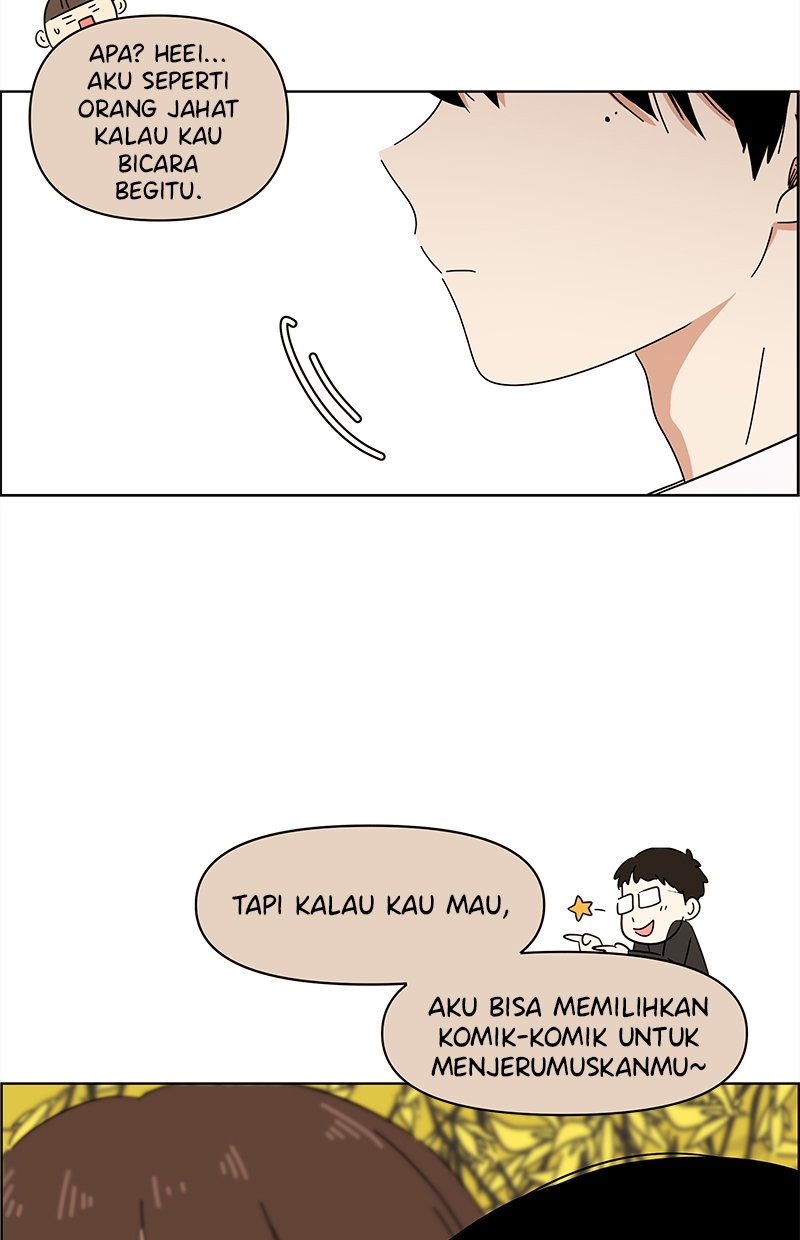 APA? HEEI...
AKU SEPERTI
ORANG JAHAT
KALAU KAU
BICARA
BEGITU.
TAPI KALAU KAU MAU,
AKU BISA MEMILIHKAN
KOMIK-KOMIK UNTUK
MENJERUMUSKANMU~